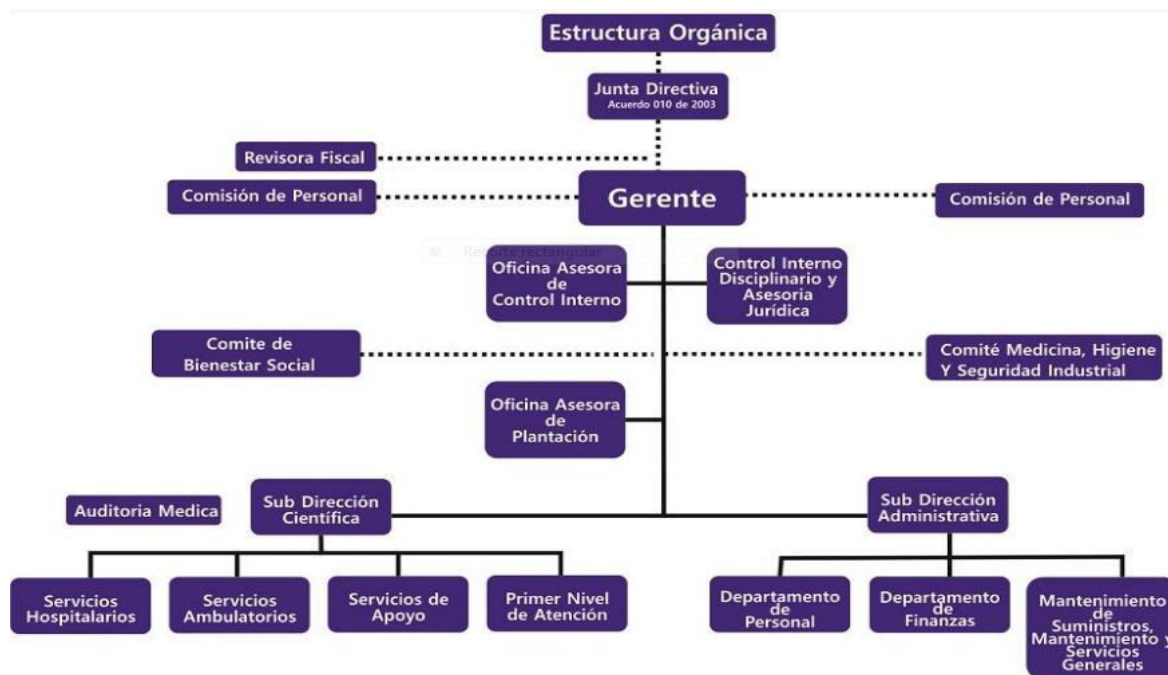 Estructura Orgánica
Junta Directiva
Acuerdo 010 de 2003
Revisora Fiscal
Comisión de Personal
Gerente
Comisión de Personal
Recorte rectangular
Oficina Asesora
de
Control Interno
Control Interno
Disciplinario y
Asesoria
Jurídica
Comite de
Bienestar Social
Comité Medicina, Higiene
Y Seguridad Industrial
Oficina Asesora
de
Plantación
Auditoria Medica
Sub Dirección
Científica
Sub Dirección
Administrativa
Servicios
Hospitalarios
Servicios
Ambulatorios
Servicios de
Apoyo
Primer Nivel
de Atención
Departamento
de
Personal
Departamento
de
Finanzas
Mantenimiento
de
Suministros,
Mantenimiento y
Servicios
Generales